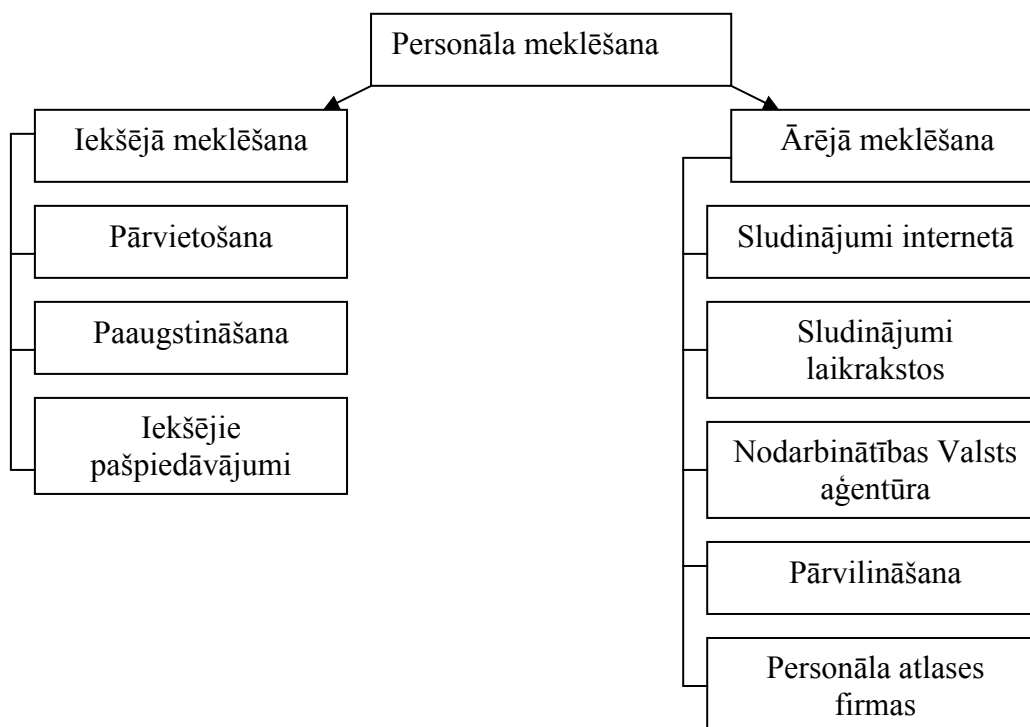 Personāla meklēšana
Iekšējā meklēšana
Pārvietošana
Paaugstināšana
Iekšējie
pašpiedāvājumi
Ārējā meklēšana
Sludinājumi internetā
Sludinājumi
laikrakstos
Nodarbinātības Valsts
aģentūra
Pārvilināšana
Personāla atlases
firmas